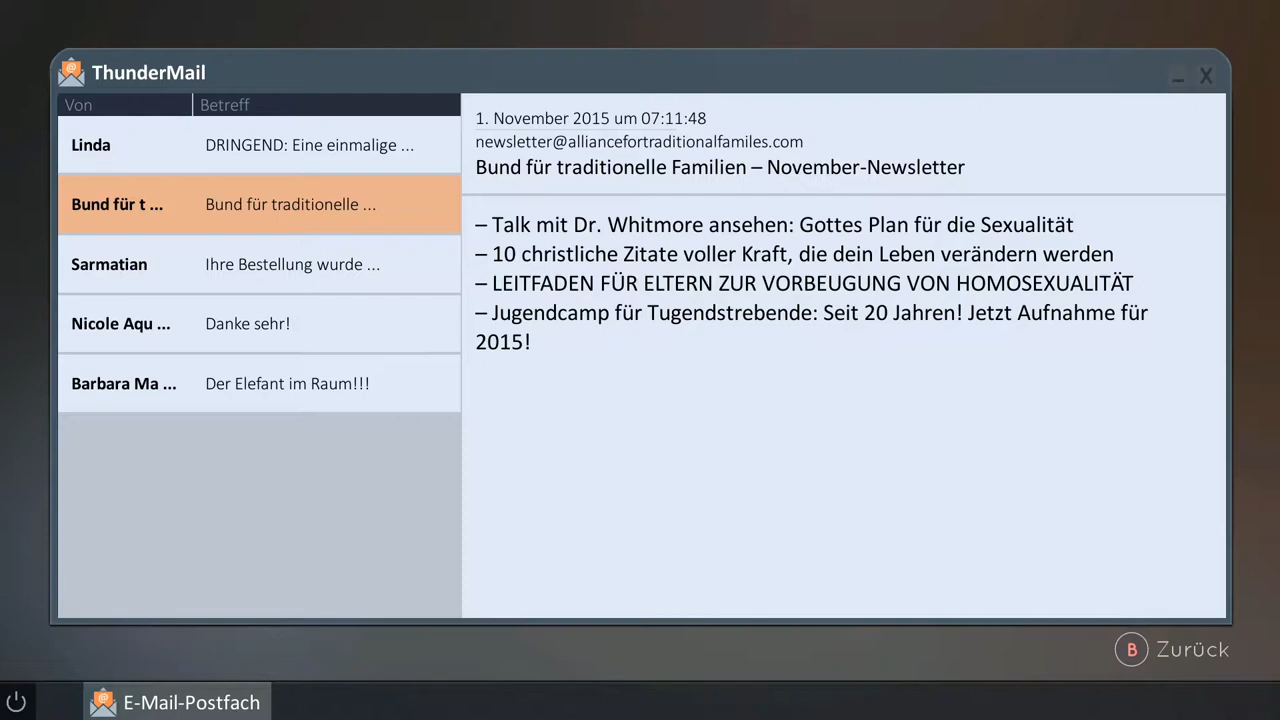 ThunderMail
Von Betreff
Linda DRINGEND: Eine einmalige ...
Bund für t ... Bund für traditionelle ...
Sarmatian Ihre Bestellung wurde ...
Nicole Aqu ... Danke sehr!
Barbara Ma ... Der Elefant im Raum!!!
1. November 2015 um 07:11:48
newsletter@alliancefortraditionalfamiles.com
Bund für traditionelle Familien – November-Newsletter
– Talk mit Dr. Whitmore ansehen: Gottes Plan für die Sexualität
– 10 christliche Zitate voller Kraft, die dein Leben verändern werden
– LEITFADEN FÜR ELTERN ZUR VORBEUGUNG VON HOMOSEXUALITÄT
– Jugendcamp für Tugendstrebende: Seit 20 Jahren! Jetzt Aufnahme für
2015!
B Zurück
E-Mail-Postfach